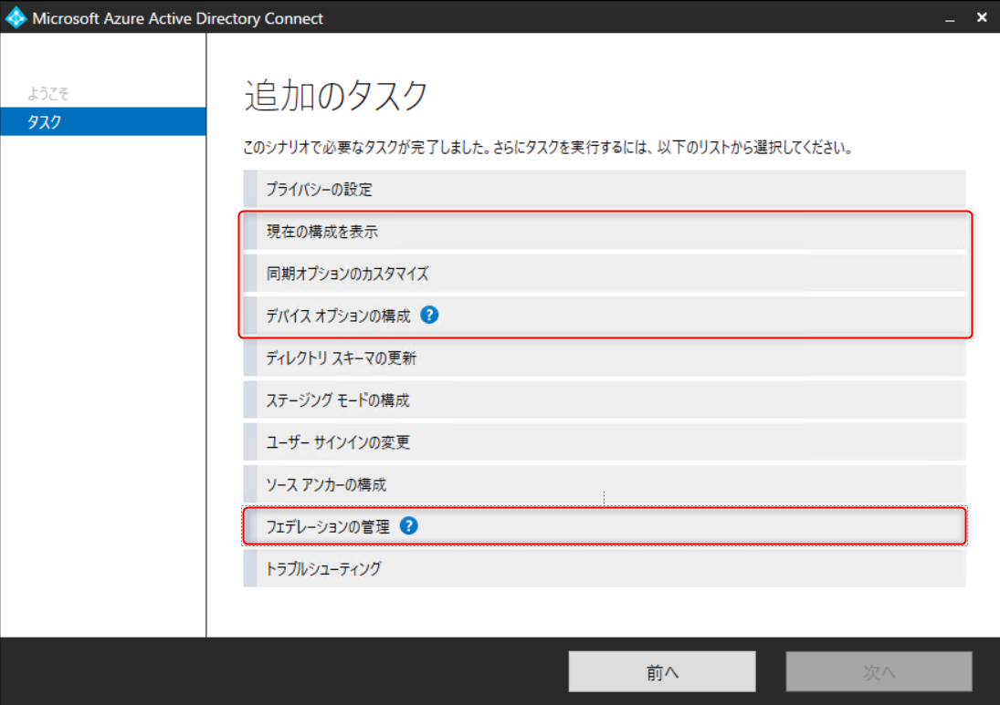 Microsoft Azure Active Directory Connect
ようこそ
タスク
追加のタスク
このシナリオで必要なタスクが完了しました。さらにタスクを実行するには、以下のリストから選択してください。
プライバシーの設定
現在の構成を表示
同期オプションのカスタマイズ
デバイス オプションの構成 ?
ディレクトリ スキーマの更新
ステージング モードの構成
ユーザー サインインの変更
ソース アンカーの構成
フェデレーションの管理 ?
トラブルシューティング
前へ
次へ